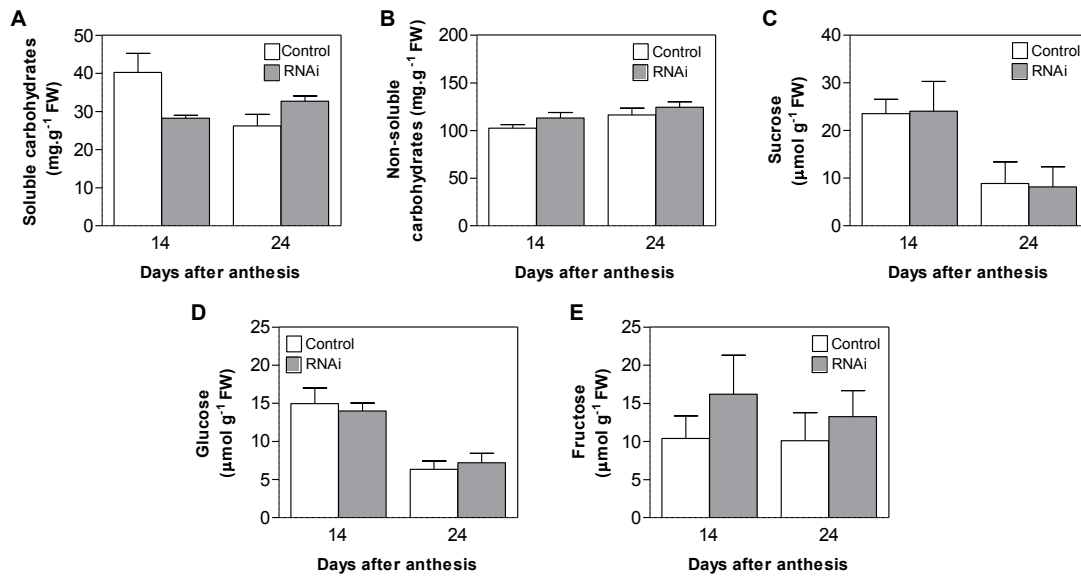 A
Soluble carbohydrates
(mg.g⁻¹ FW)
50
40
30
20
10
0
Control
RNAi
14
24
Days after anthesis
B
Non-soluble
carbohydrates (mg.g⁻¹ FW)
200
150
100
50
0
Control
RNAi
14
24
Days after anthesis
C
Sucrose
(µmol g⁻¹ FW)
40
30
20
10
0
Control
RNAi
14
24
Days after anthesis
D
Glucose
(µmol g⁻¹ FW)
25
20
15
10
5
0
Control
RNAi
14
24
Days after anthesis
E
Fructose
(µmol g⁻¹ FW)
25
20
15
10
5
0
Control
RNAi
14
24
Days after anthesis